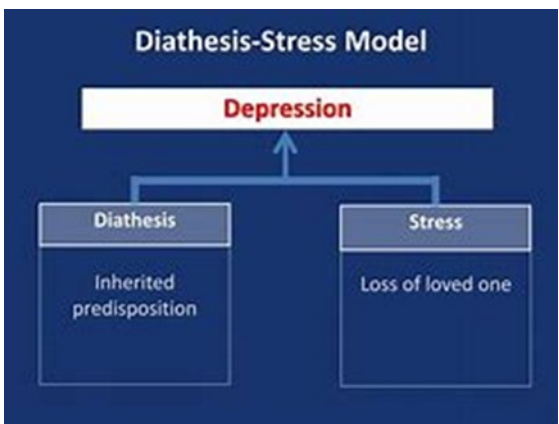 Diathesis-Stress Model
Depression
Diathesis
Inherited
predisposition
Stress
Loss of loved one